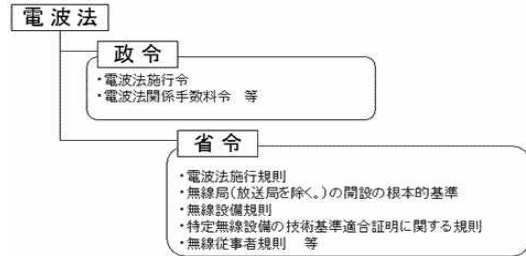 電波法
政令
・電波法施行令
・電波法関係手数料令　等
省令
・電波法施行規則
・無線局(放送局を除く。)の開設の根本的基準
・無線設備規則
・特定無線設備の技術基準適合証明に関する規則
・無線従事者規則　等